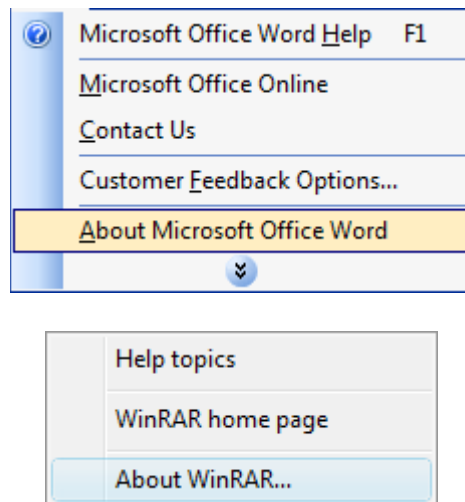 Microsoft Office Word Help F1
Microsoft Office Online
Contact Us
Customer Feedback Options...
About Microsoft Office Word
Help topics
WinRAR home page
About WinRAR...